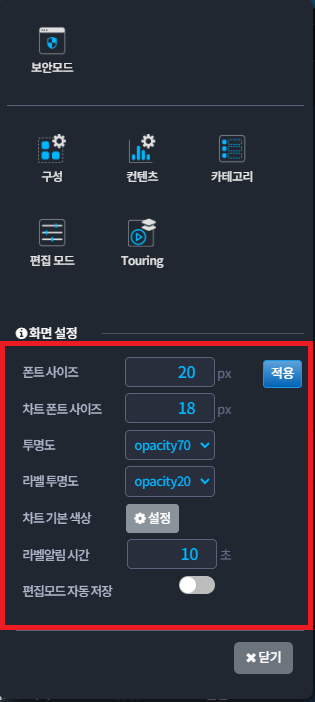 보안모드
구성 컨텐츠 카테고리
편집 모드 Touring
화면 설정
폰트 사이즈 20 px 적용
차트 폰트 사이즈 18 px
투명도 opacity70
라벨 투명도 opacity20
차트 기본 색상 설정
라벨알림 시간 10 초
편집모드 자동 저장
닫기